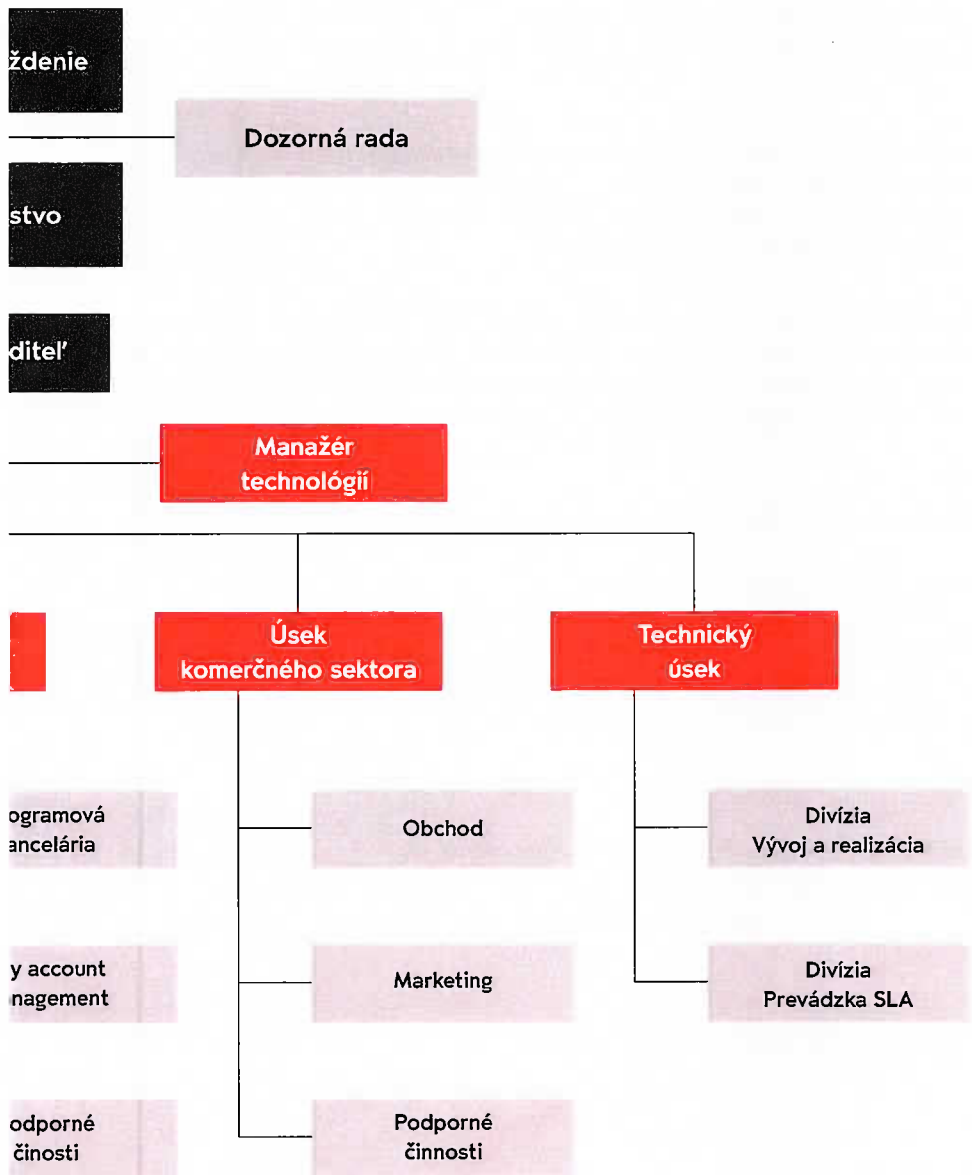 ždenie
Dozorná rada
stvo
diteľ
Manažér
technológií
Úsek
komerčného sektora
Technický
úsek
ogramová
ancelária
Obchod
Divízia
Vývoj a realizácia
y account
nagement
Marketing
Divízia
Prevádzka SLA
odporné
činosti
Podporné
činnosti